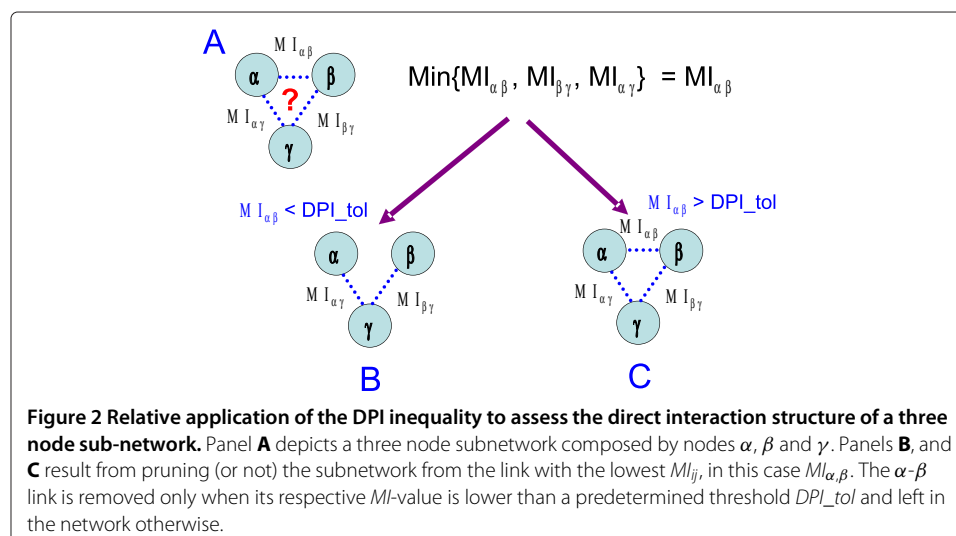 A
M I αβ
α
β
Min{MI αβ, MI βγ, MI αγ} = MI αβ
?
M I αγ
M I βγ
γ
M I αβ < DPI_tol
M I αβ > DPI_tol
M I αβ
α
β
α
β
M I αγ
M I βγ
M I αγ
M I βγ
γ
γ
B
C
Figure 2 Relative application of the DPI inequality to assess the direct interaction structure of a three
node sub-network. Panel A depicts a three node subnetwork composed by nodes α, β and γ. Panels B, and
C result from pruning (or not) the subnetwork from the link with the lowest MIij, in this case MIα,β. The α-β
link is removed only when its respective MI-value is lower than a predetermined threshold DPI_tol and left in
the network otherwise.